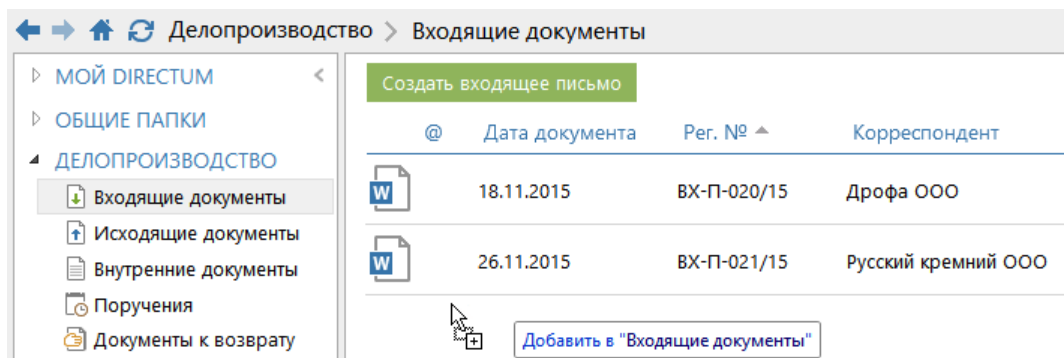 Делопроизводство > Входящие документы
МОЙ DIRECTUM <
ОБЩИЕ ПАПКИ
ДЕЛОПРОИЗВОДСТВО
Входящие документы
Исходящие документы
Внутренние документы
Поручения
Документы к возврату
Создать входящее письмо
@ Дата документа Рег. № Корреспондент
W 18.11.2015 ВХ-П-020/15 Дрофа ООО
W 26.11.2015 ВХ-П-021/15 Русский кремний ООО
Добавить в "Входящие документы"